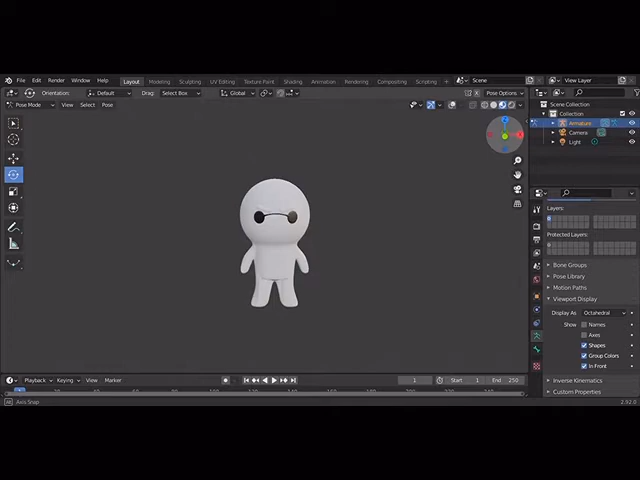 File Edit Render Window Help Layout Modeling Sculpting UV Editing Texture Paint Shading Animation Rendering Compositing Scripting Scene View Layer
Orientation: Default Drag: Select Box Global Pose Options
Pose Mode View Select Pose
Scene Collection
Collection
Armature
Camera
Light
Layers:
Protected Layers:
Bone Groups
Pose Library
Motion Paths
Viewport Display
Display As Octahedral
Show Names
Axes
Shapes
Group Colors
In Front
Inverse Kinematics
Custom Properties
Playback Keying View Marker 1 Start 1 End 250
Axis Snap 2.92.0